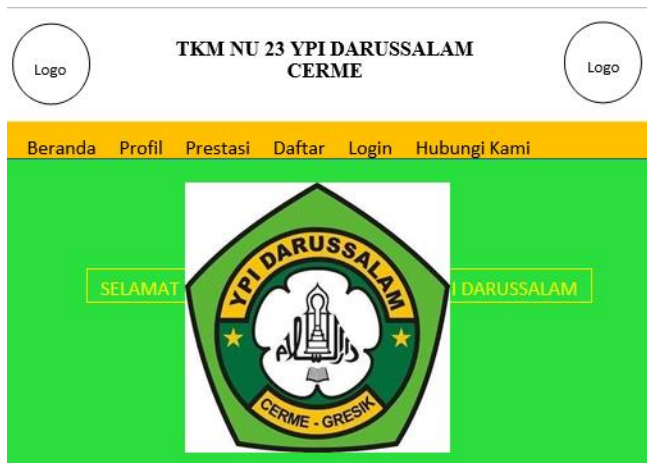 Logo
TKM NU 23 YPI DARUSSALAM
CERME
Logo
Beranda Profil Prestasi Daftar Login Hubungi Kami
SELAMAT
I DARUSSALAM
YPI DARUSSALAM
CERME - GRESIK